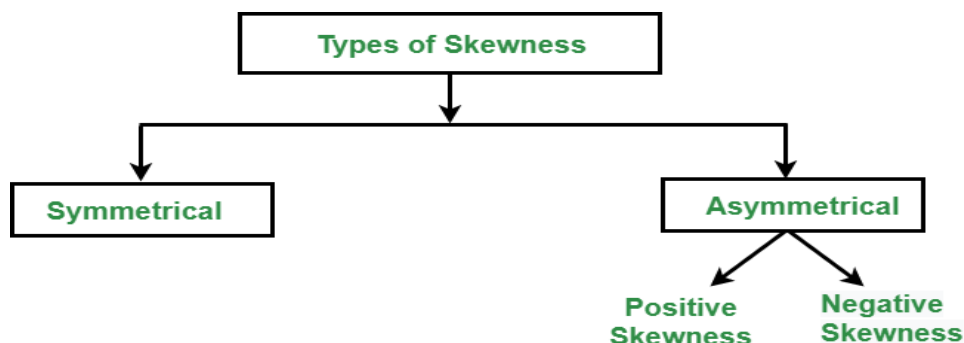 Types of Skewness
Symmetrical
Asymmetrical
Positive
Skewness
Negative
Skewness